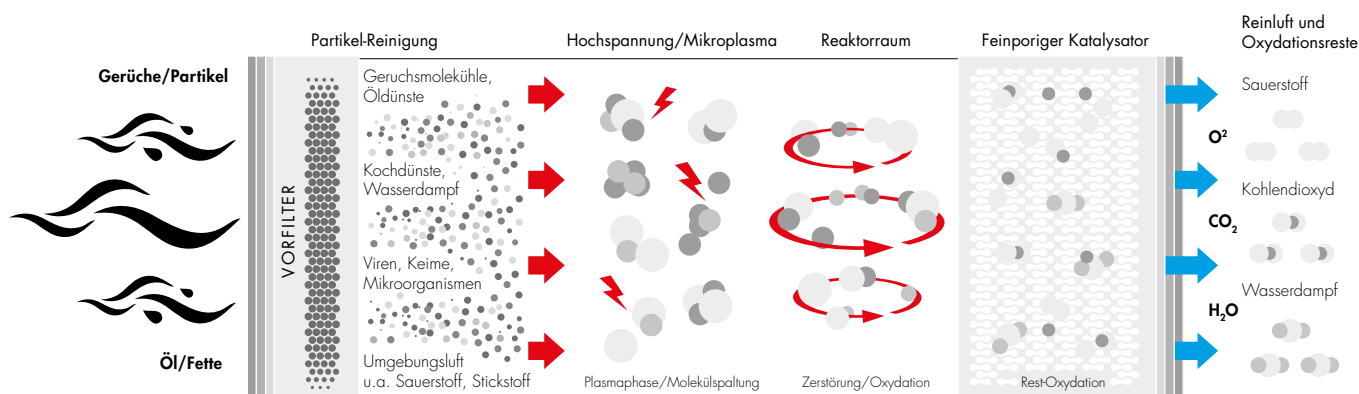 Gerüche/Partikel
Öl/Fette
VORFILTER
Partikel-Reinigung
Geruchsmolekühle,
Öldünste
Kochdünste,
Wasserdampf
Viren, Keime,
Mikroorganismen
Umgebungsluft
u.a. Sauerstoff, Stickstoff
Hochspannung/Mikroplasma
Plasmaphase/Molekülspaltung
Reaktorraum
Zerstörung/Oxydation
Feinporiger Katalysator
Rest-Oxydation
Reinluft und
Oxydationsreste
Sauerstoff
O²
Kohlendioxyd
CO₂
Wasserdampf
H₂O